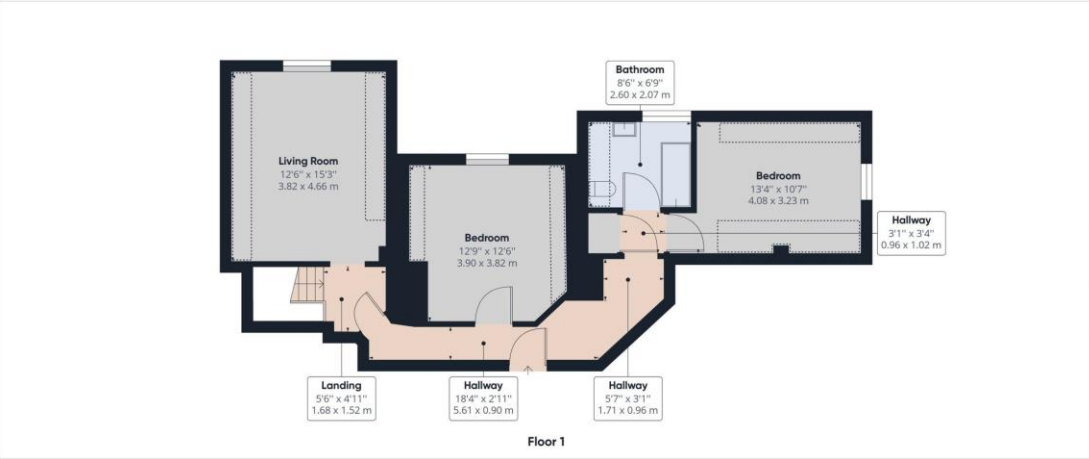 Bathroom
8'6" x 6'9"
2.60 x 2.07 m
Living Room
12'6" x 15'3"
3.82 x 4.66 m
Bedroom
13'4" x 10'7"
4.08 x 3.23 m
Hallway
3'1" x 3'4"
0.96 x 1.02 m
Bedroom
12'9" x 12'6"
3.90 x 3.82 m
Landing
5'6" x 4'11"
1.68 x 1.52 m
Hallway
18'4" x 2'11"
5.61 x 0.90 m
Hallway
5'7" x 3'1"
1.71 x 0.96 m
Floor 1